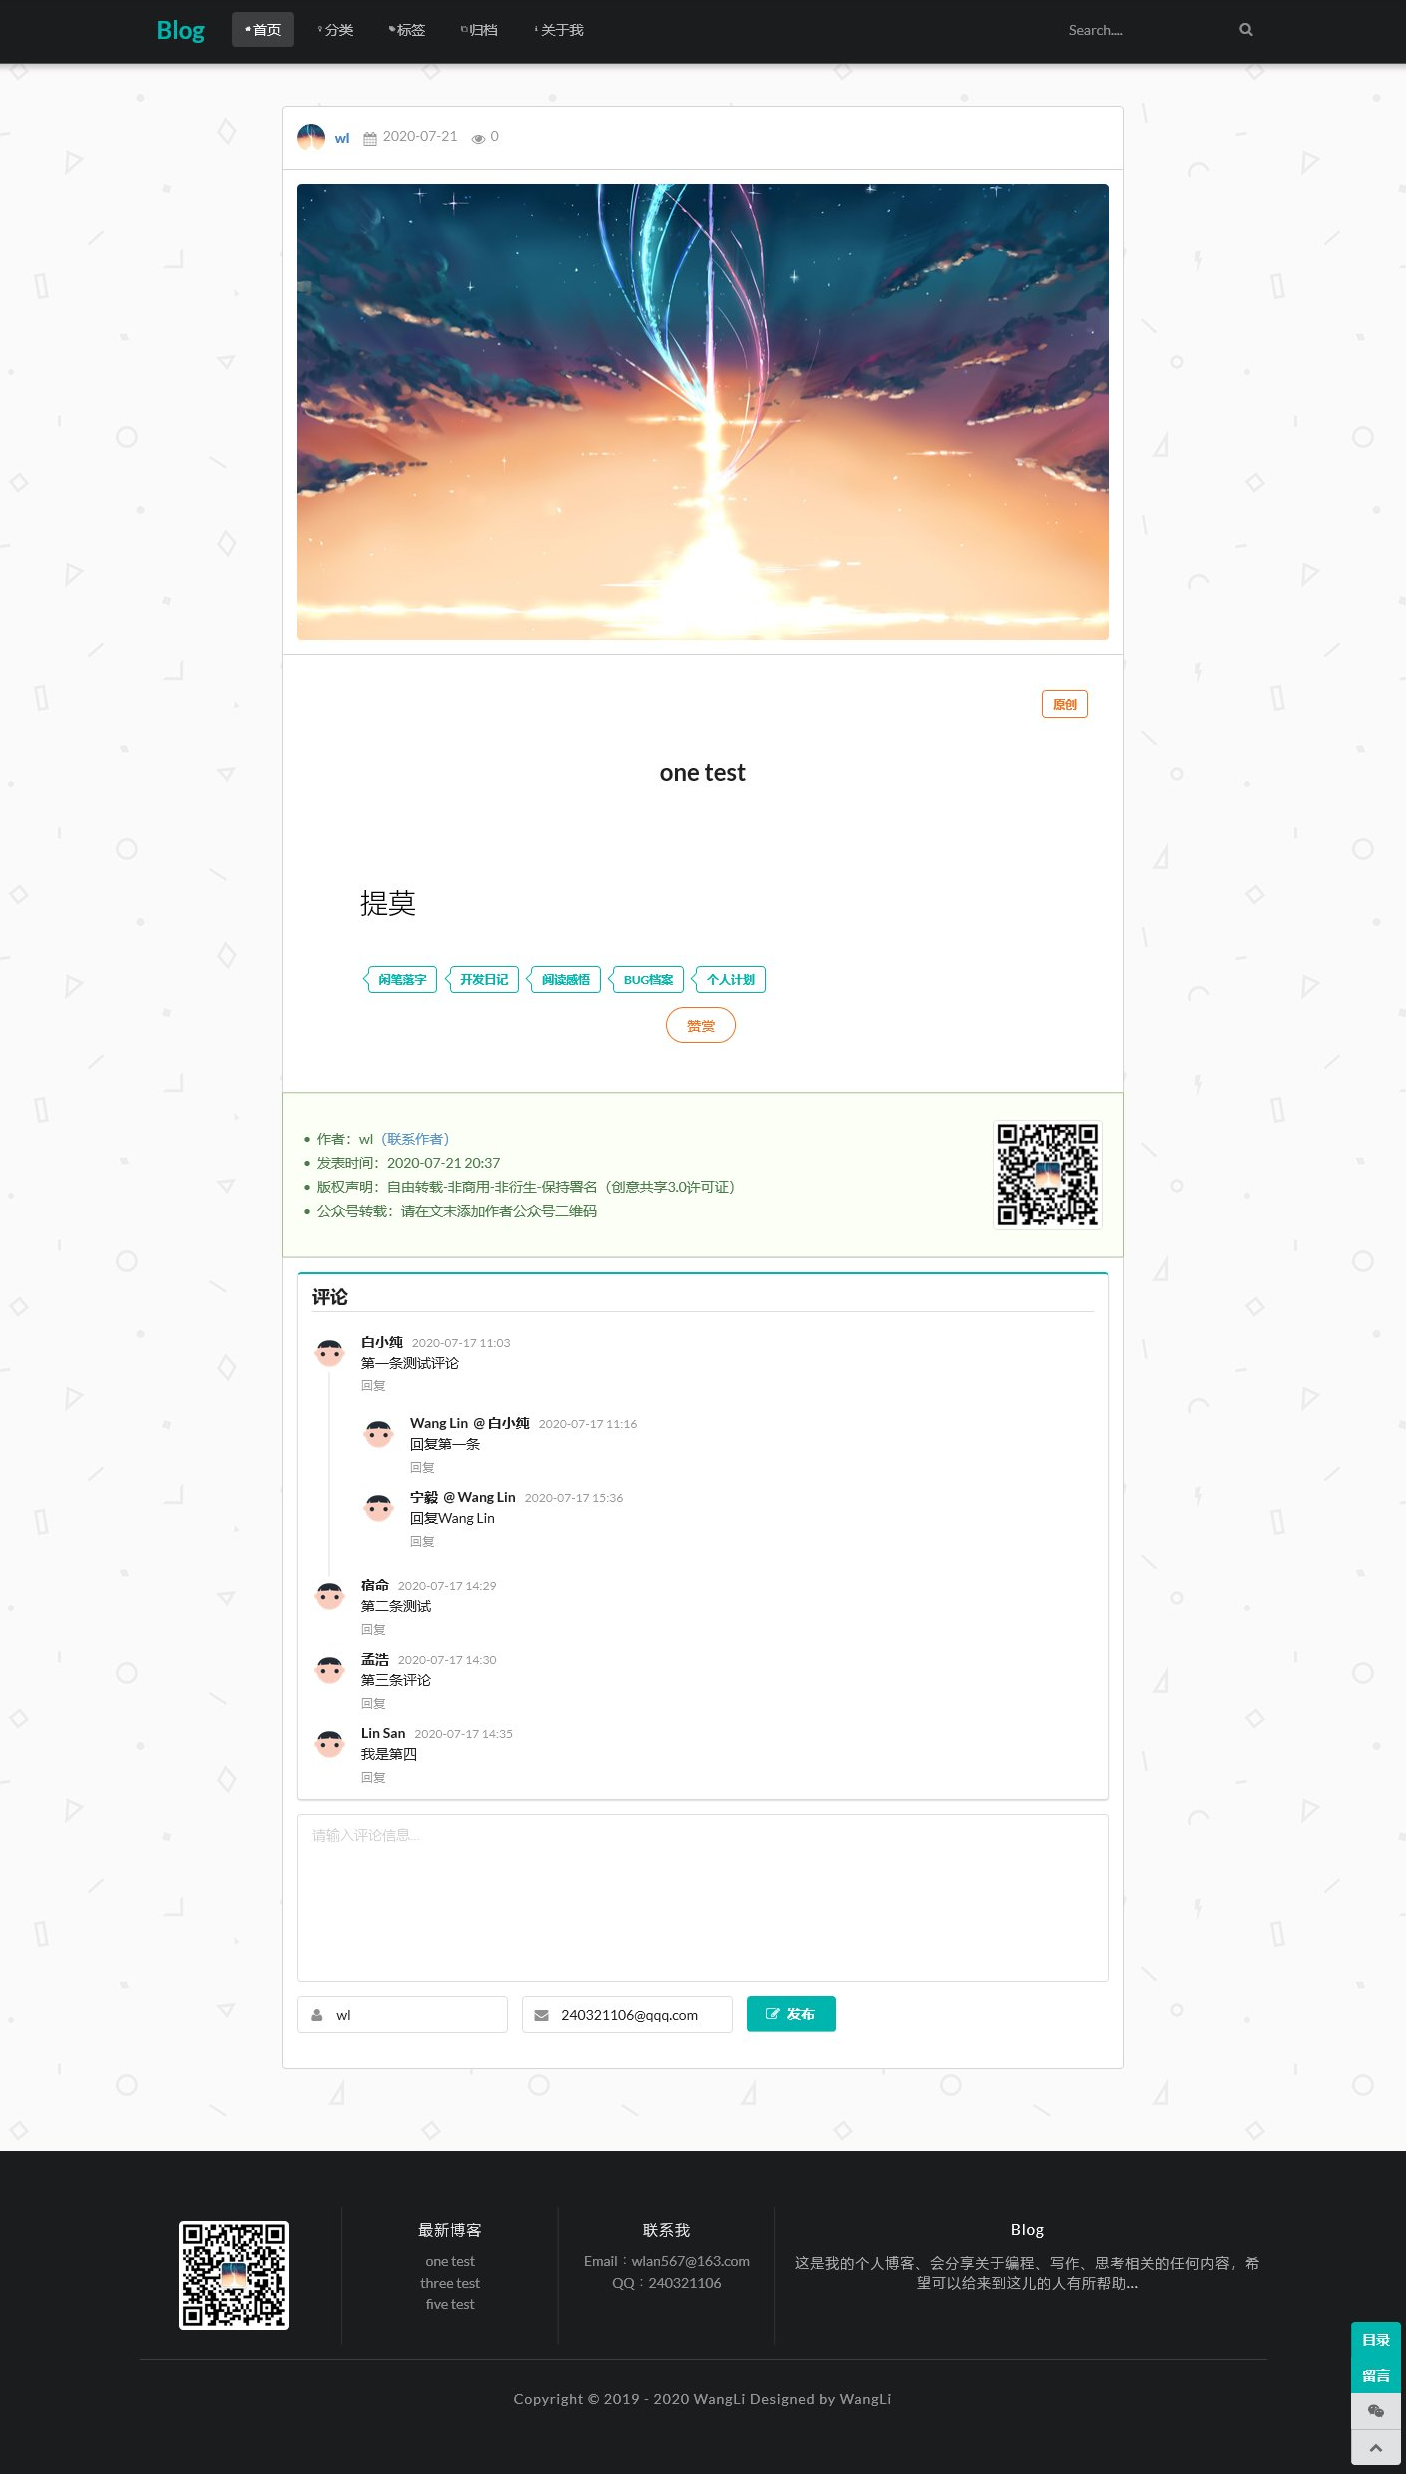 Blog 首页 分类 标签 归档 关于我 Search....
wl 2020-07-21 0
原创
one test
提莫
闲笔落字 开发日记 阅读感悟 BUG档案 个人计划
赞赏
作者：wl（联系作者）
发表时间：2020-07-21 20:37
版权声明：自由转载-非商用-非衍生-保持署名（创意共享3.0许可证）
公众号转载：请在文末添加作者公众号二维码
评论
白小纯 2020-07-17 11:03
第一条测试评论
回复
Wang Lin @ 白小纯 2020-07-17 11:16
回复第一条
回复
宁毅 @ Wang Lin 2020-07-17 15:36
回复Wang Lin
回复
宿命 2020-07-17 14:29
第二条测试
回复
孟浩 2020-07-17 14:30
第三条评论
回复
Lin San 2020-07-17 14:35
我是第四
回复
请输入评论信息...
wl 240321106@qqq.com 发布
最新博客
one test
three test
five test
联系我
Email：wlan567@163.com
QQ：240321106
Blog
这是我的个人博客、会分享关于编程、写作、思考相关的任何内容，希
望可以给来到这儿的人有所帮助...
目录
留言
Copyright © 2019 - 2020 WangLi Designed by WangLi